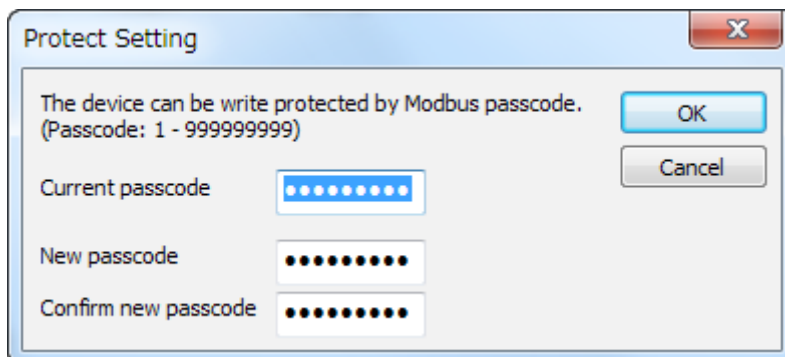 Protect Setting
The device can be write protected by Modbus passcode.
(Passcode: 1 - 999999999)
OK
Cancel
Current passcode
●●●●●●●●●
New passcode
●●●●●●●●●
Confirm new passcode
●●●●●●●●●